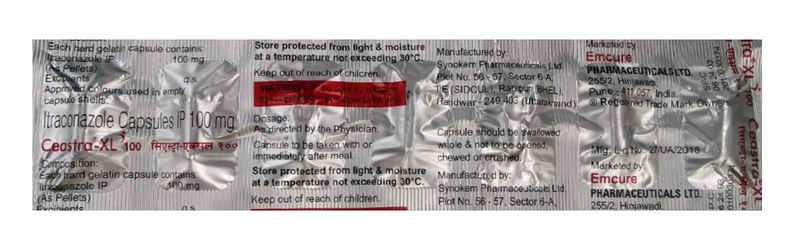 Each hard gelatin capsule contains:
Itraconazole IP 100 mg
(As Pellets)
Excipients q.s.
Approved colours used in empty
capsule shells.
Itraconazole Capsules IP 100 mg
Ceostra-XL 100 सिएस्ट्रा-एक्सएल १००
Composition:
Each hard gelatin capsule contains:
Itraconazole IP 100 mg
(As Pellets)
Excipients q.s.
Store protected from light & moisture
at a temperature not exceeding 30°C.
Keep out of reach of children.
Dosage:
As directed by the Physician.
Capsule to be taken with or
immediately after meal.
Store protected from light & moisture
at a temperature not exceeding 30°C.
Keep out of reach of children.
Manufactured by:
Synokem Pharmaceuticals Ltd.
Plot No. 56 - 57, Sector 6-A,
IIE (SIDCUL), Ranipur (BHEL),
Haridwar - 249 403 (Uttarakhand)
Capsule should be swallowed
whole & not to be opened,
chewed or crushed.
Manufactured by:
Synokem Pharmaceuticals Ltd.
Plot No. 56 - 57, Sector 6-A,
Marketed by
Emcure
PHARMACEUTICALS LTD.
255/2, Hinjawadi,
Pune - 411 057, India.
® Registered Trade Mark Owner
Mfg. Lic No. 27/UA/2018
Marketed by
Emcure
PHARMACEUTICALS LTD.
255/2, Hinjawadi,
Ceostra-XL